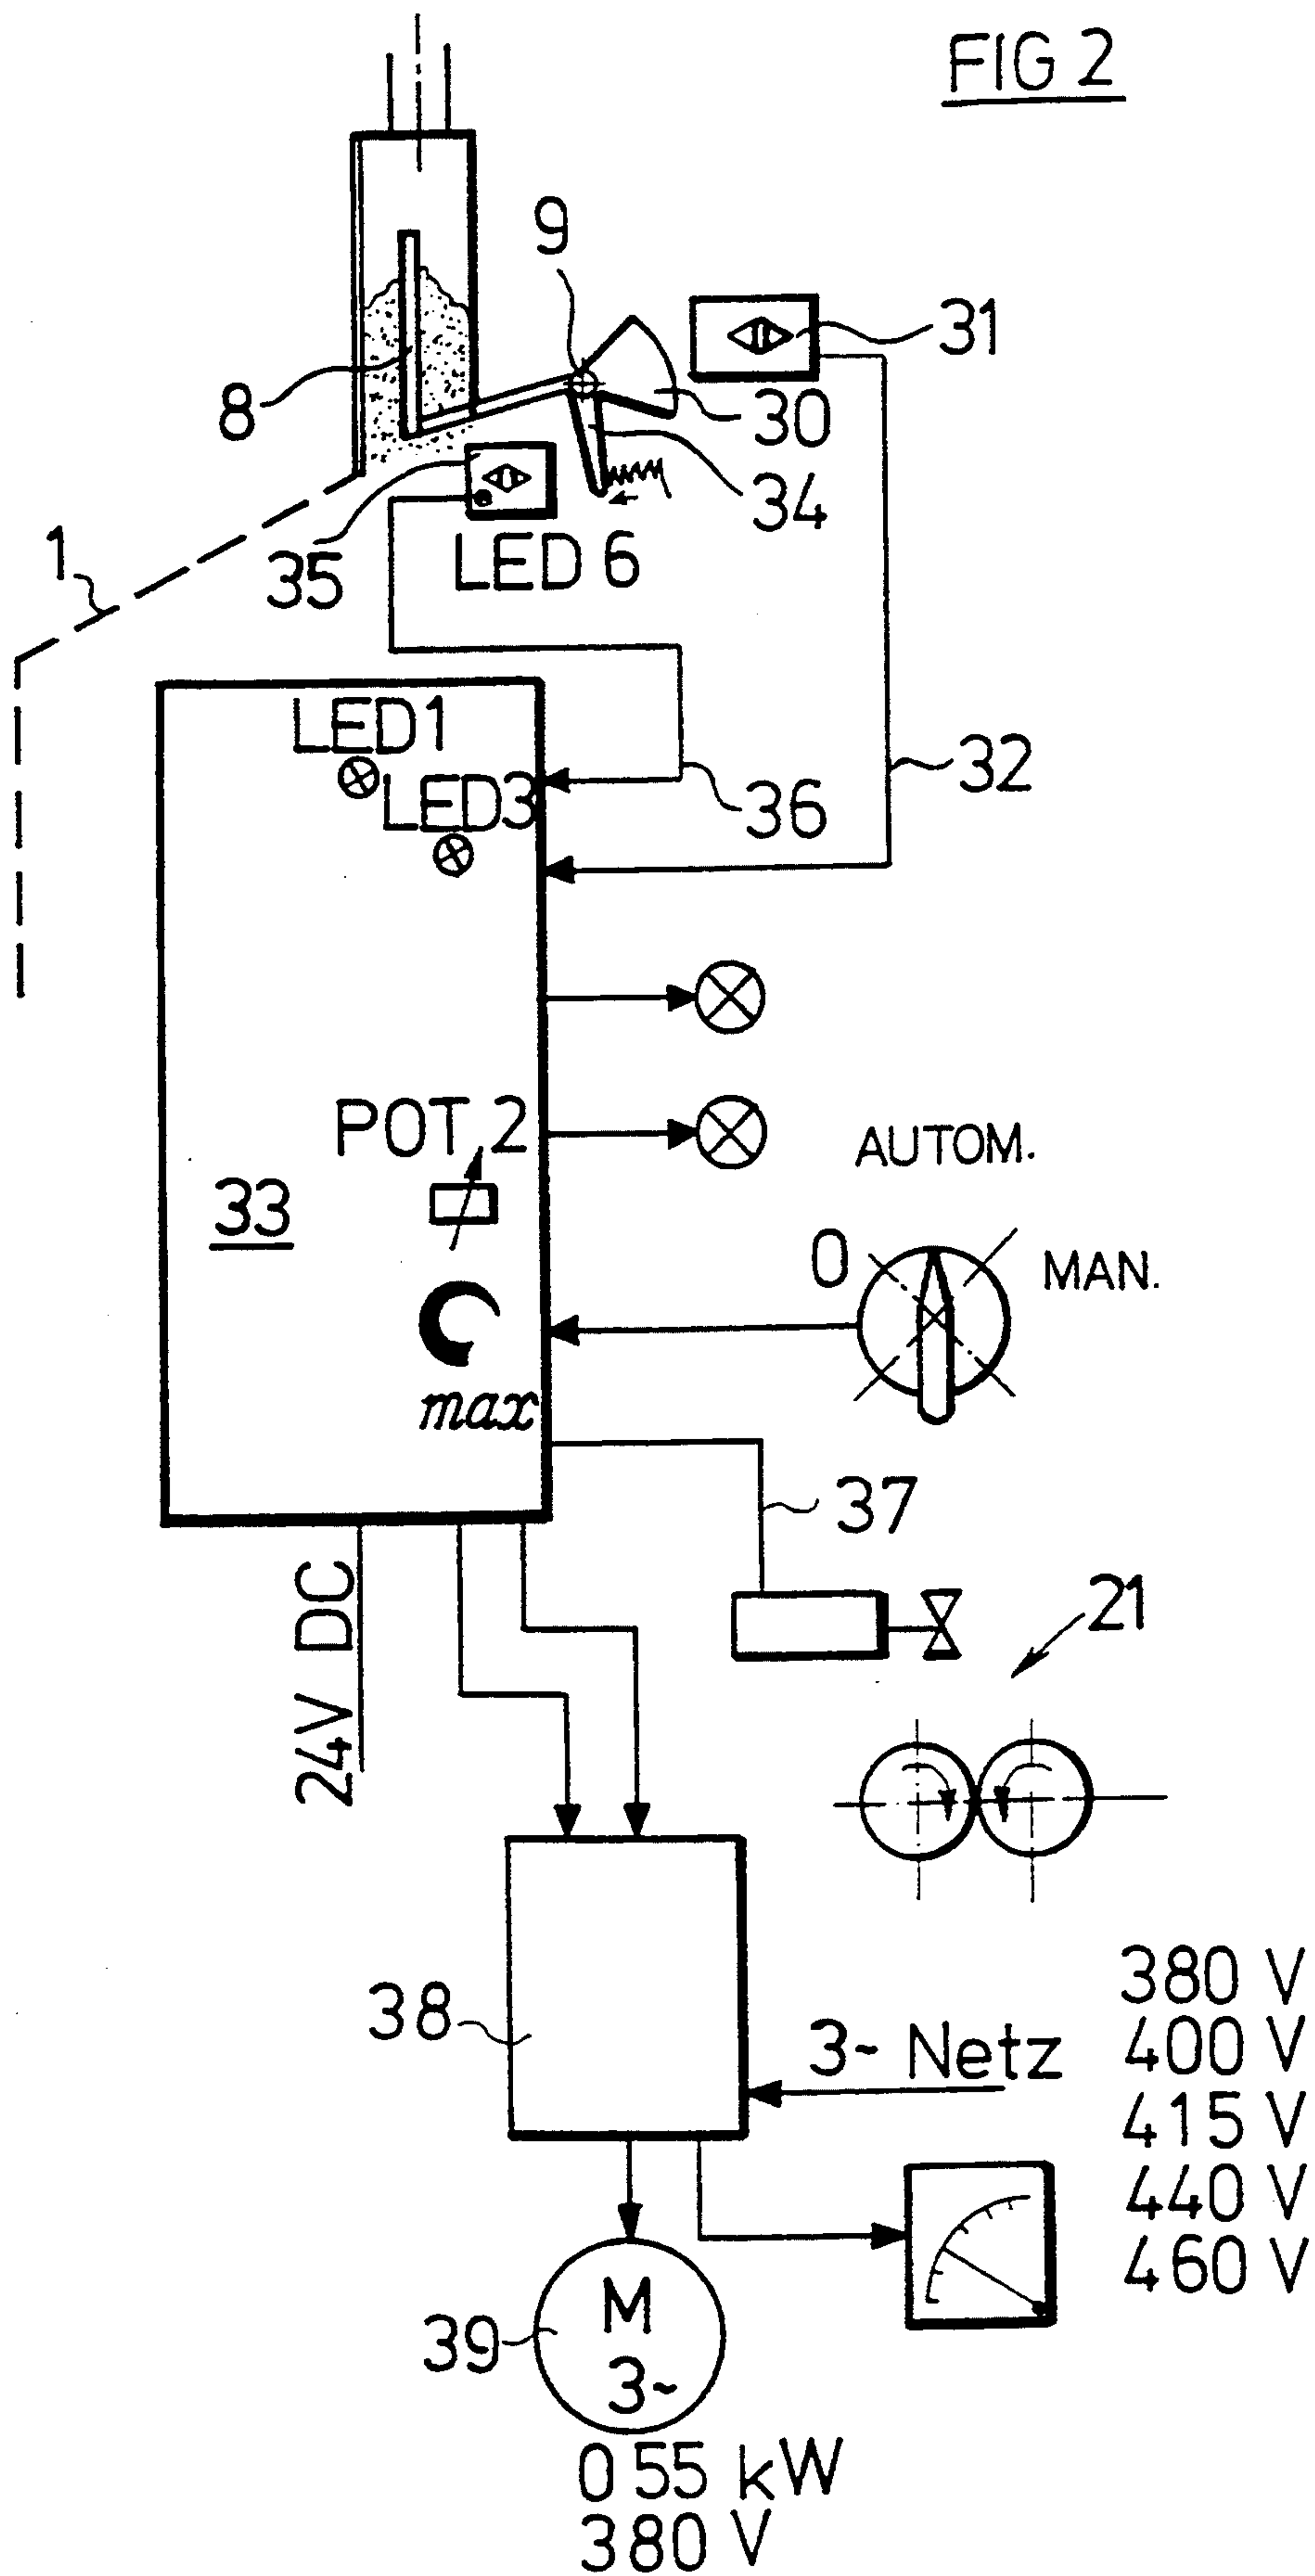 FIG 2
9
31
8
30
34
1
35
LED 6
LED1
32
LED3
36
POT 2
AUTOM.
33
0
MAN.
max
37
24V DC
21
38
3~ Netz
380 V
400 V
415 V
440 V
460 V
M
3~
39
0 55 kW
380 V